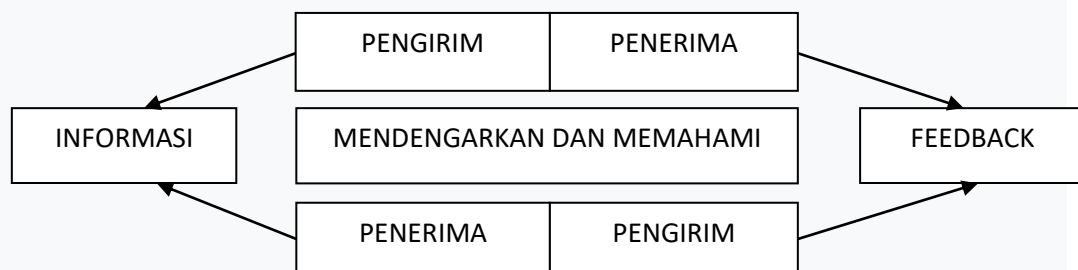 PENGIRIM
PENERIMA
INFORMASI
MENDENGARKAN DAN MEMAHAMI
FEEDBACK
PENERIMA
PENGIRIM